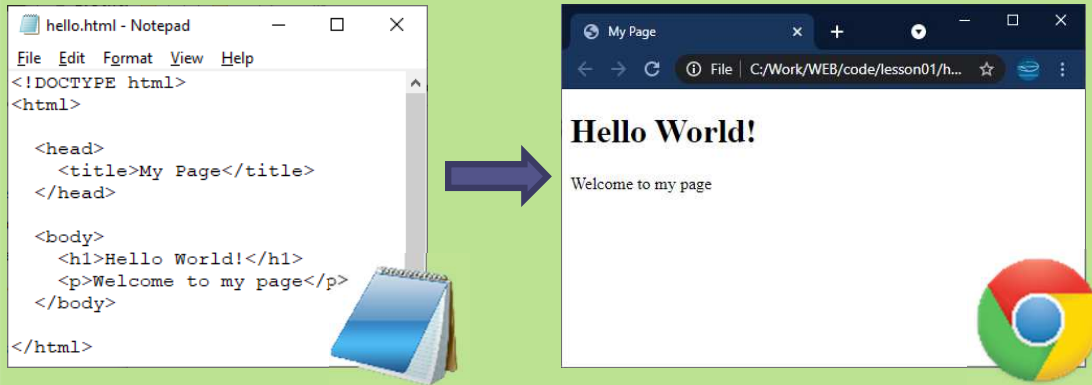 hello.html - Notepad
File Edit Format View Help
<!DOCTYPE html>
<html>
<head>
<title>My Page</title>
</head>
<body>
<h1>Hello World!</h1>
<p>Welcome to my page</p>
</body>
</html>
My Page
File | C:/Work/WEB/code/lesson01/h...
Hello World!
Welcome to my page